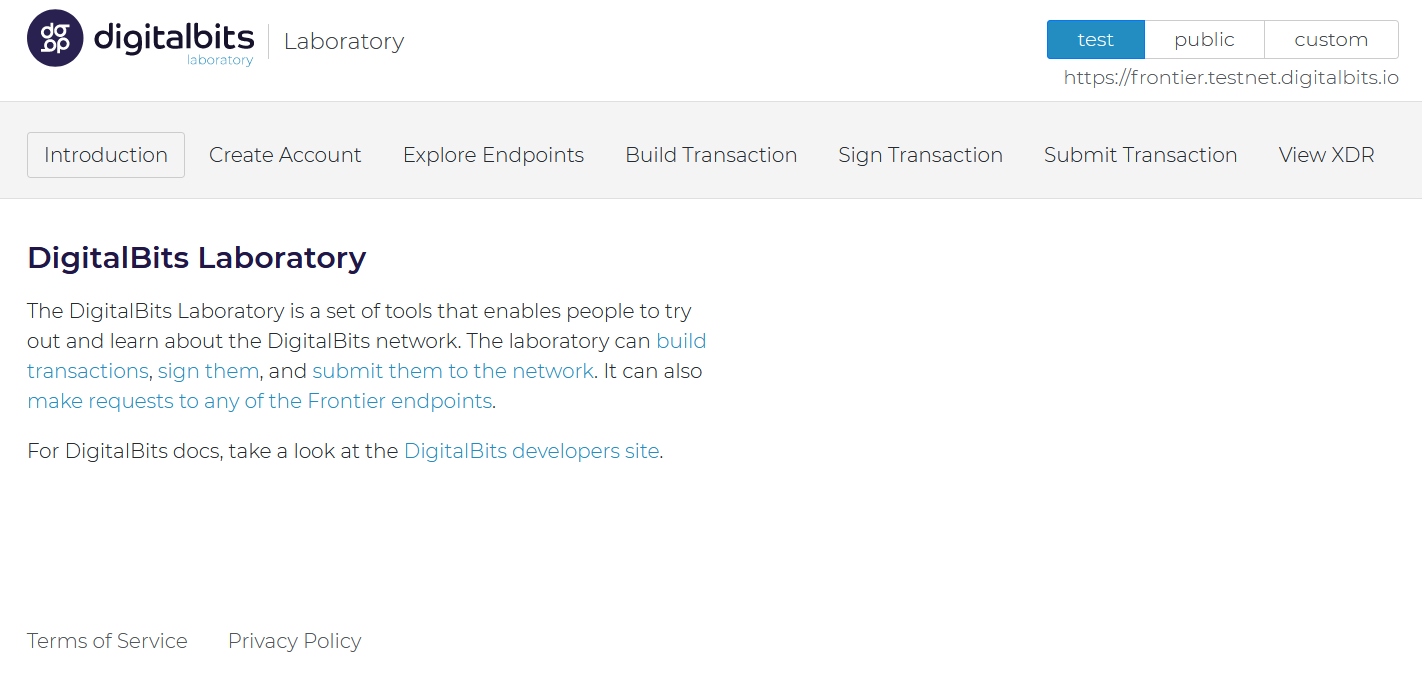 digitalbits
laboratory
Laboratory
test public custom
https://frontier.testnet.digitalbits.io
Introduction Create Account Explore Endpoints Build Transaction Sign Transaction Submit Transaction View XDR
DigitalBits Laboratory
The DigitalBits Laboratory is a set of tools that enables people to try
out and learn about the DigitalBits network. The laboratory can build
transactions, sign them, and submit them to the network. It can also
make requests to any of the Frontier endpoints.
For DigitalBits docs, take a look at the DigitalBits developers site.
Terms of Service Privacy Policy